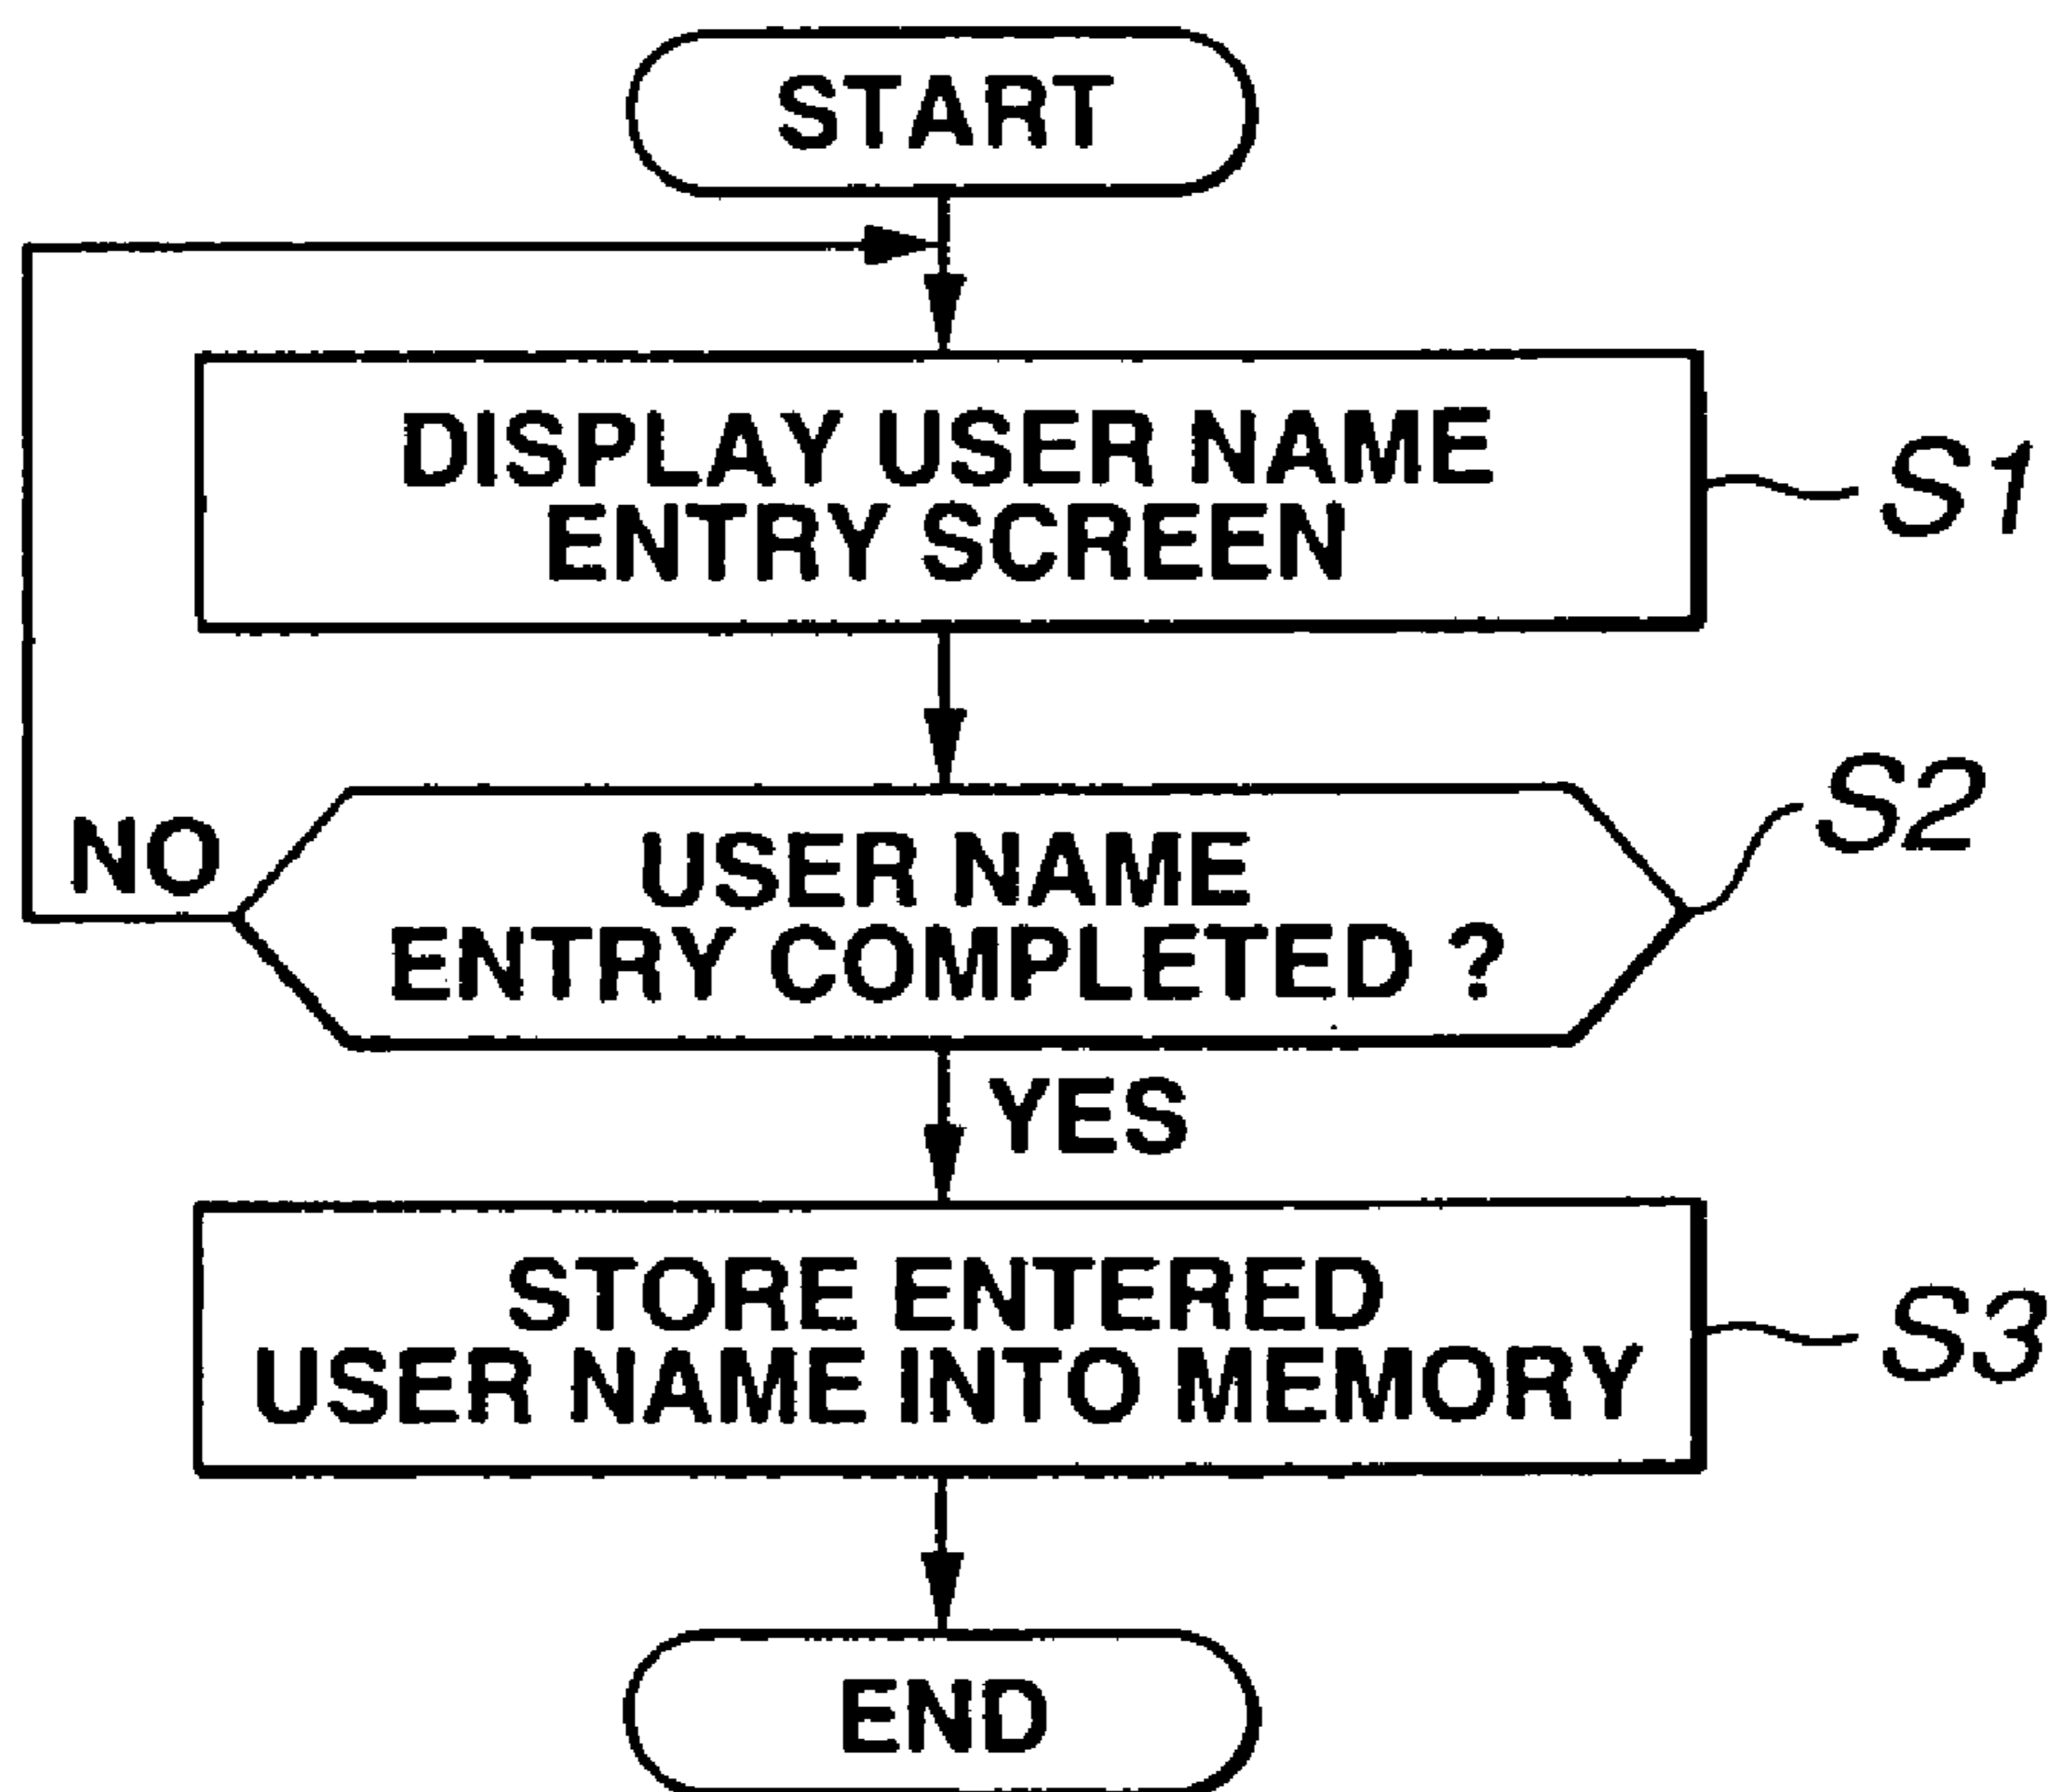 START
DISPLAY USER NAME
ENTRY SCREEN
S1
S2
NO
USER NAME
ENTRY COMPLETED ?
YES
STORE ENTERED
USER NAME INTO MEMORY
S3
END